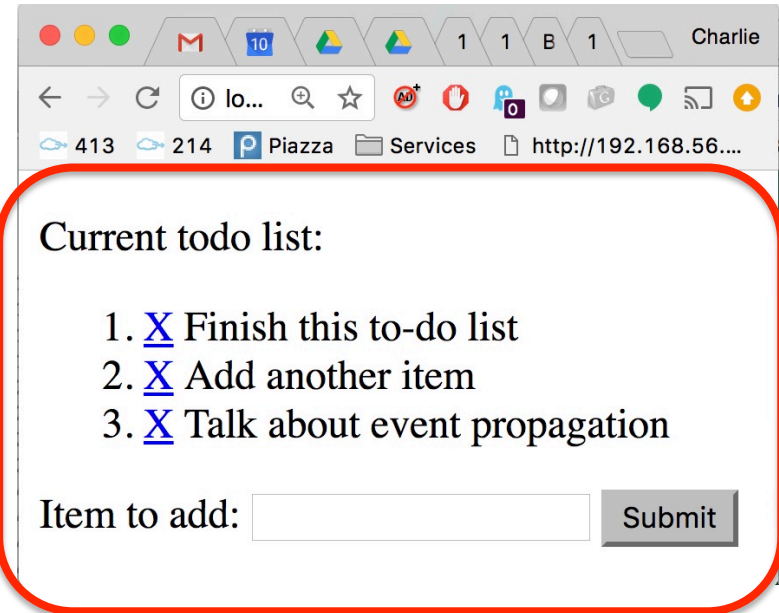 10 1 1 B 1 Charlie
lo... AD+ 0 G
413 214 P Piazza Services http://192.168.56....
Current todo list:
1. X Finish this to-do list
2. X Add another item
3. X Talk about event propagation
Item to add: Submit